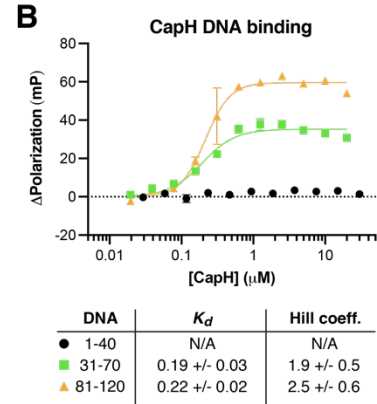 B
CapH DNA binding
ΔPolarization (mP)
80
60
40
20
0
-20
0.01 0.1 1 10
[CapH] (μM)
DNA Kd Hill coeff.
1-40 N/A N/A
31-70 0.19 +/- 0.03 1.9 +/- 0.5
81-120 0.22 +/- 0.02 2.5 +/- 0.6